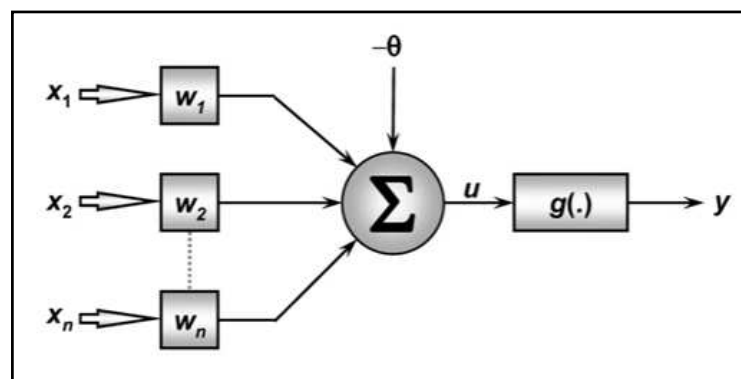 −θ
x₁ w₁
x₂ w₂ Σ u g(.) y
xₙ wₙ